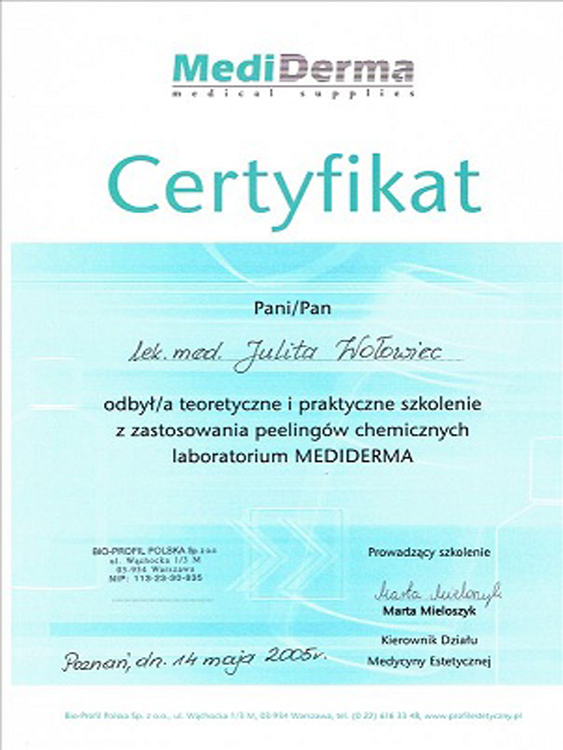 MediDerma
medical supplies
Certyfikat
Pani/Pan
lek. med. Julita Wołowiec
odbył/a teoretyczne i praktyczne szkolenie
z zastosowania peelingów chemicznych
laboratorium MEDIDERMA
BIO-PROFIL POLSKA Sp. z o.o
ul. Wąchocka 1/3 M
03-934 Warszawa
NIP: 113-23-30-835
Prowadzący szkolenie
Marta Mieloszyk
Marta Mieloszyk
Kierownik Działu
Medycyny Estetycznej
Poznań, dn. 14 maja 2005r.
Bio-Profil Polska Sp. z o.o., ul. Wąchocka 1/3 M, 03-934 Warszawa, tel. (0 22) 616 33 48, www.profilestetyczny.pl